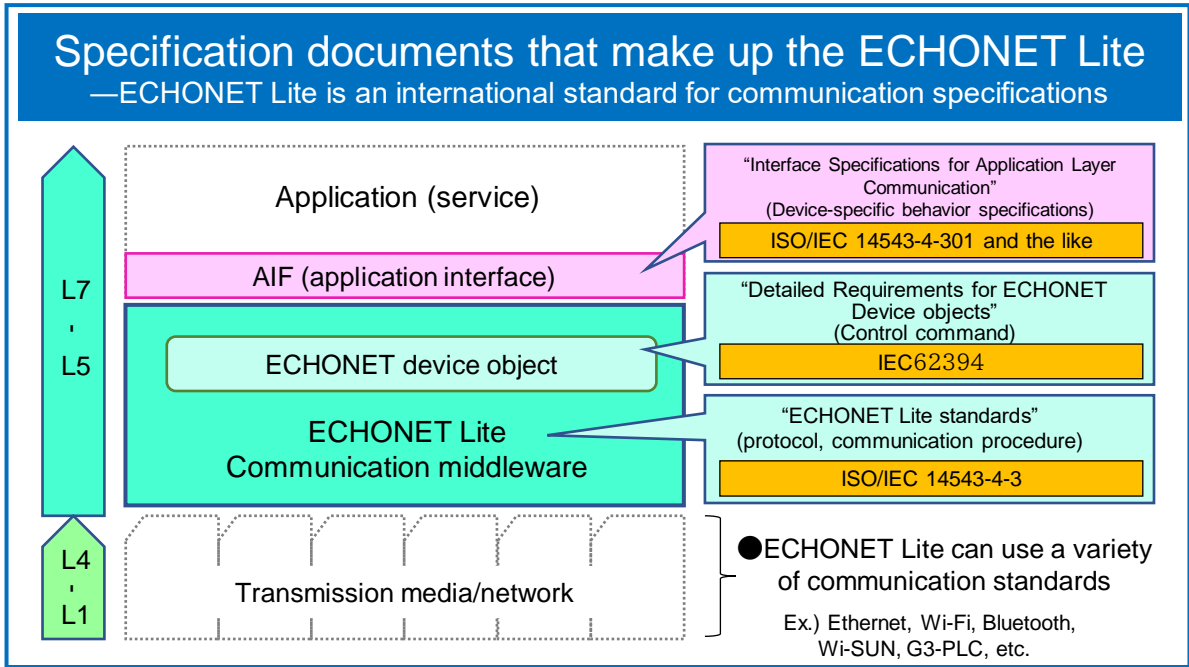 Specification documents that make up the ECHONET Lite
—ECHONET Lite is an international standard for communication specifications
L7
-
L5
L4
-
L1
Application (service)
AIF (application interface)
ECHONET device object
ECHONET Lite
Communication middleware
Transmission media/network
“Interface Specifications for Application Layer
Communication”
(Device-specific behavior specifications)
ISO/IEC 14543-4-301 and the like
“Detailed Requirements for ECHONET
Device objects”
(Control command)
IEC62394
“ECHONET Lite standards”
(protocol, communication procedure)
ISO/IEC 14543-4-3
●ECHONET Lite can use a variety
of communication standards
Ex.) Ethernet, Wi-Fi, Bluetooth,
Wi-SUN, G3-PLC, etc.